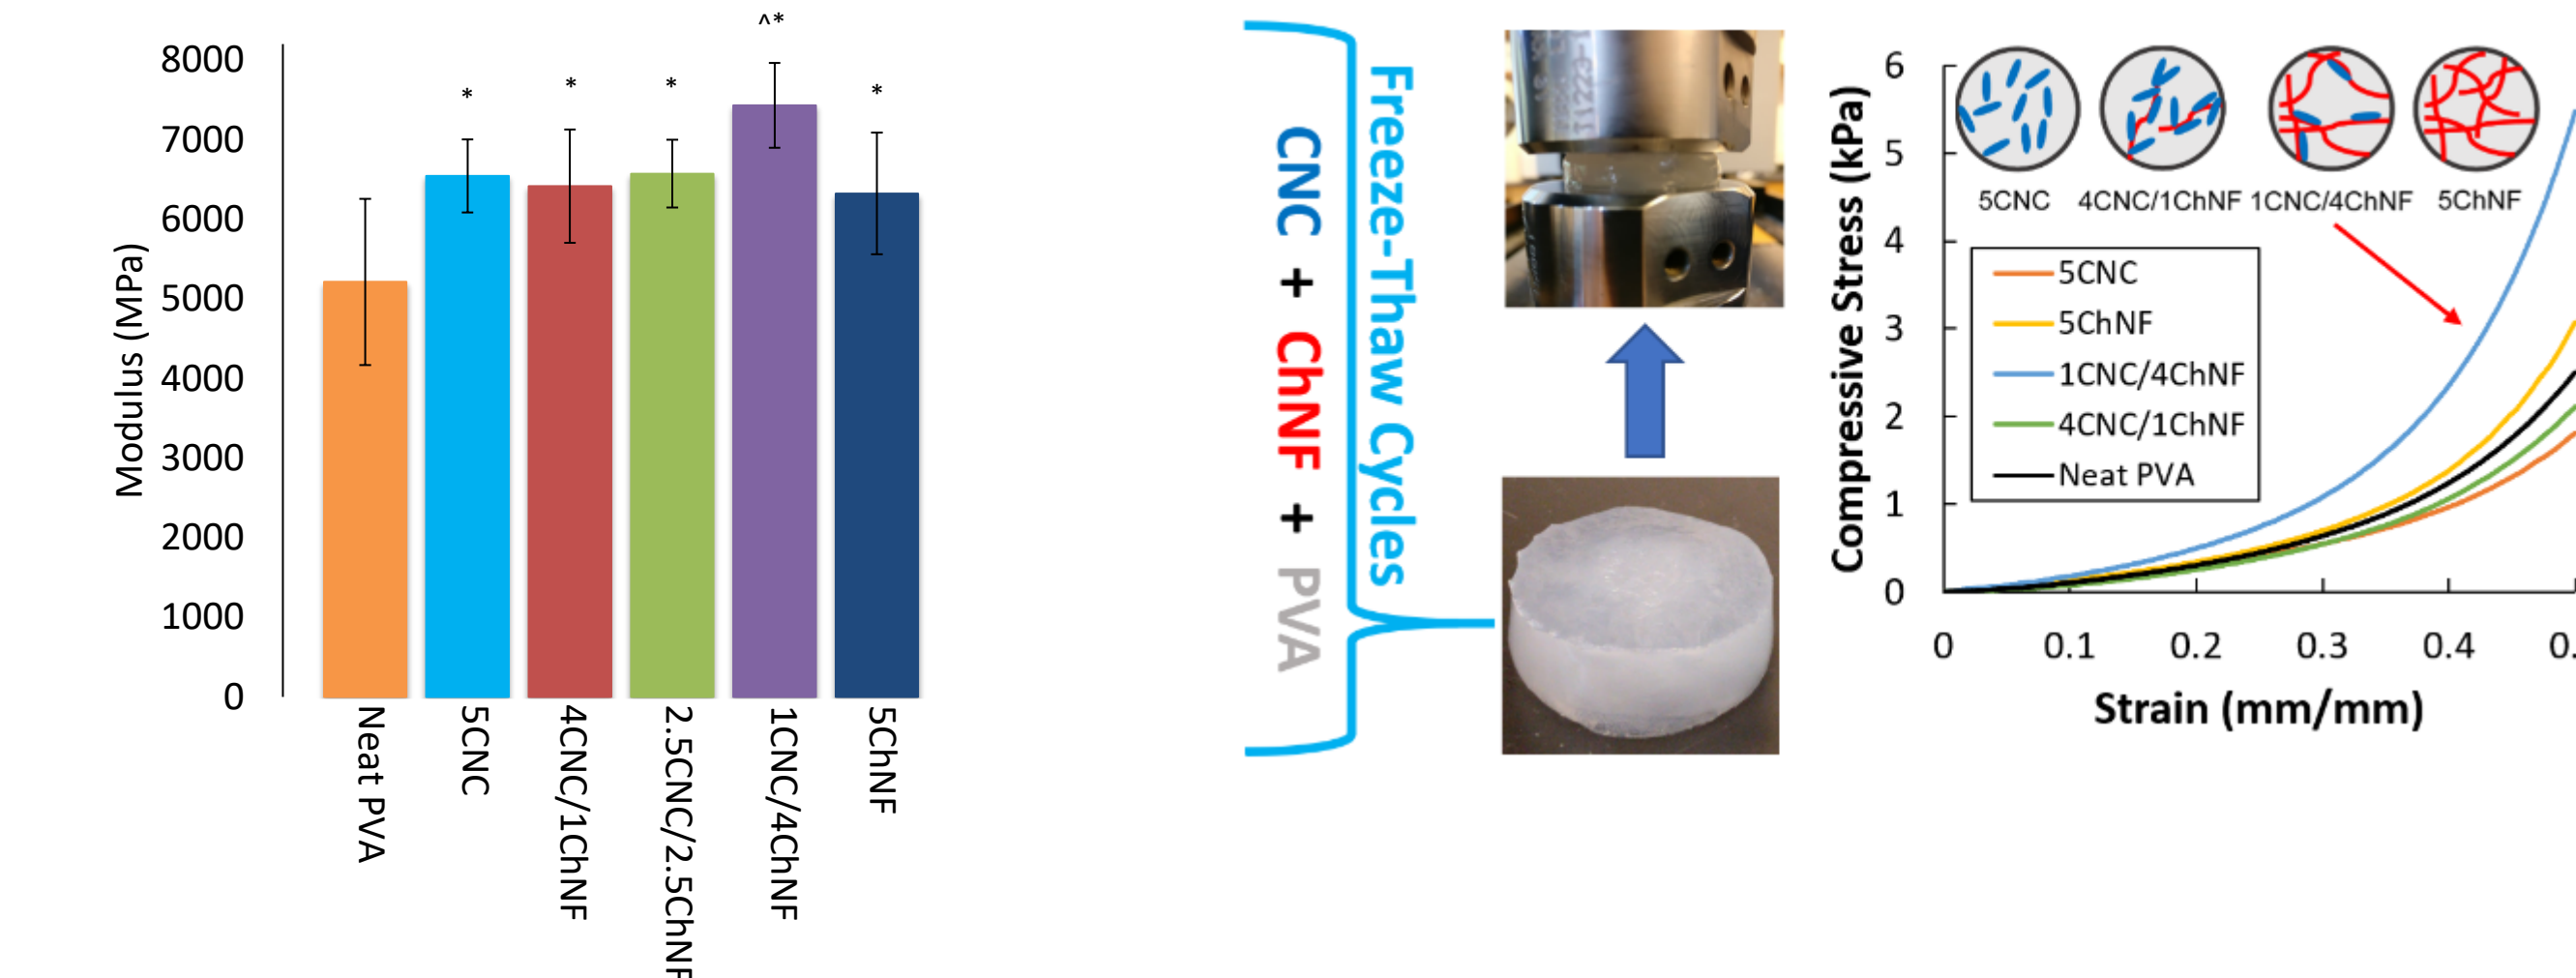 ^*
*
*
*
*
8000
7000
6000
5000
4000
3000
2000
1000
0
Modulus (MPa)
Neat PVA
5CNC
4CNC/1ChNF
2.5CNC/2.5ChNF
1CNC/4ChNF
5ChNF
CNC + ChNF + PVA
Freeze-Thaw Cycles
Compressive Stress (kPa)
6
5
4
3
2
1
0
5CNC
4CNC/1ChNF
1CNC/4ChNF
5ChNF
5CNC
5ChNF
1CNC/4ChNF
4CNC/1ChNF
Neat PVA
0
0.1
0.2
0.3
0.4
0.
Strain (mm/mm)